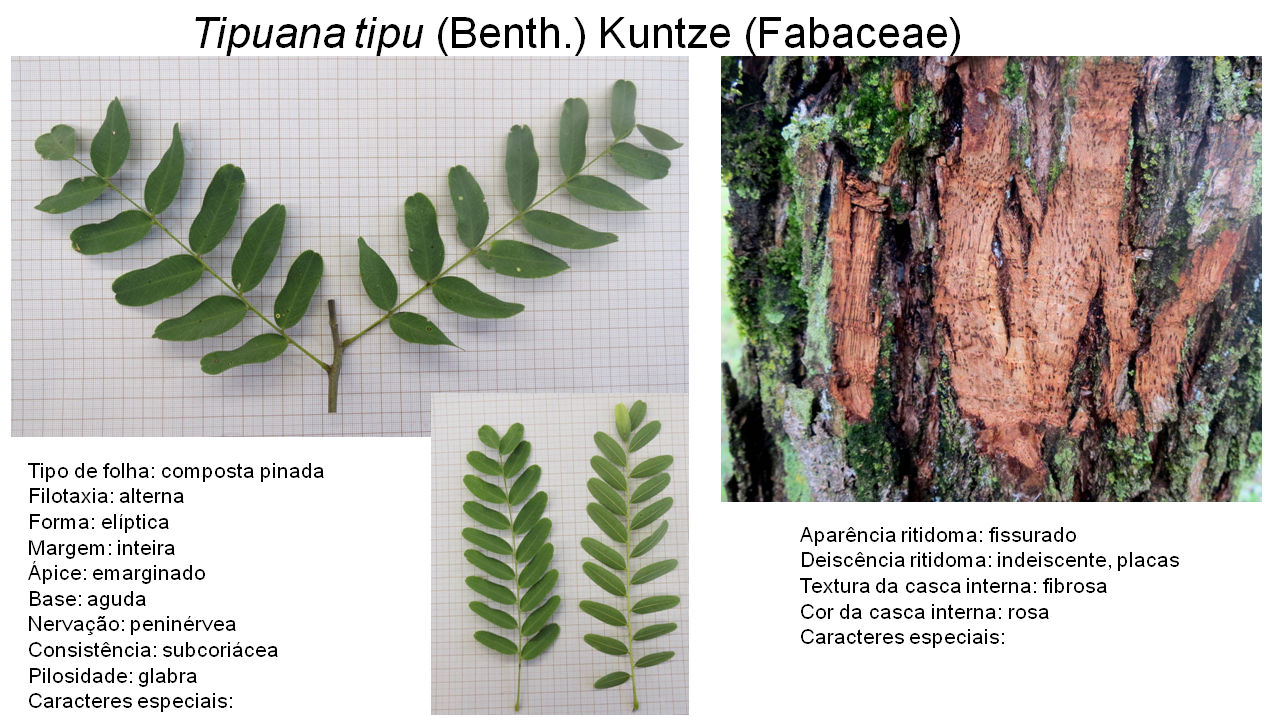 Tipuana tipu (Benth.) Kuntze (Fabaceae)
Tipo de folha: composta pinada
Filotaxia: alterna
Forma: elíptica
Margem: inteira
Ápice: emarginado
Base: aguda
Nervação: peninérvea
Consistência: subcoriácea
Pilosidade: glabra
Caracteres especiais:
Aparência ritidoma: fissurado
Deiscência ritidoma: indeiscente, placas
Textura da casca interna: fibrosa
Cor da casca interna: rosa
Caracteres especiais: